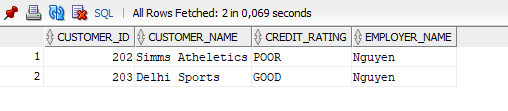 SQL | All Rows Fetched: 2 in 0,069 seconds
CUSTOMER_ID CUSTOMER_NAME CREDIT_RATING EMPLOYER_NAME
1 202 Simms Atheletics POOR Nguyen
2 203 Delhi Sports GOOD Nguyen